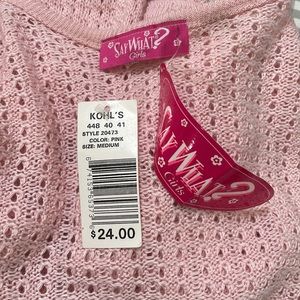 SAY WHAT?
Girls
KOHL'S
448 40 41
STYLE 20473
COLOR: PINK
SIZE: MEDIUM
$24.00
SAY WHAT?
Girls